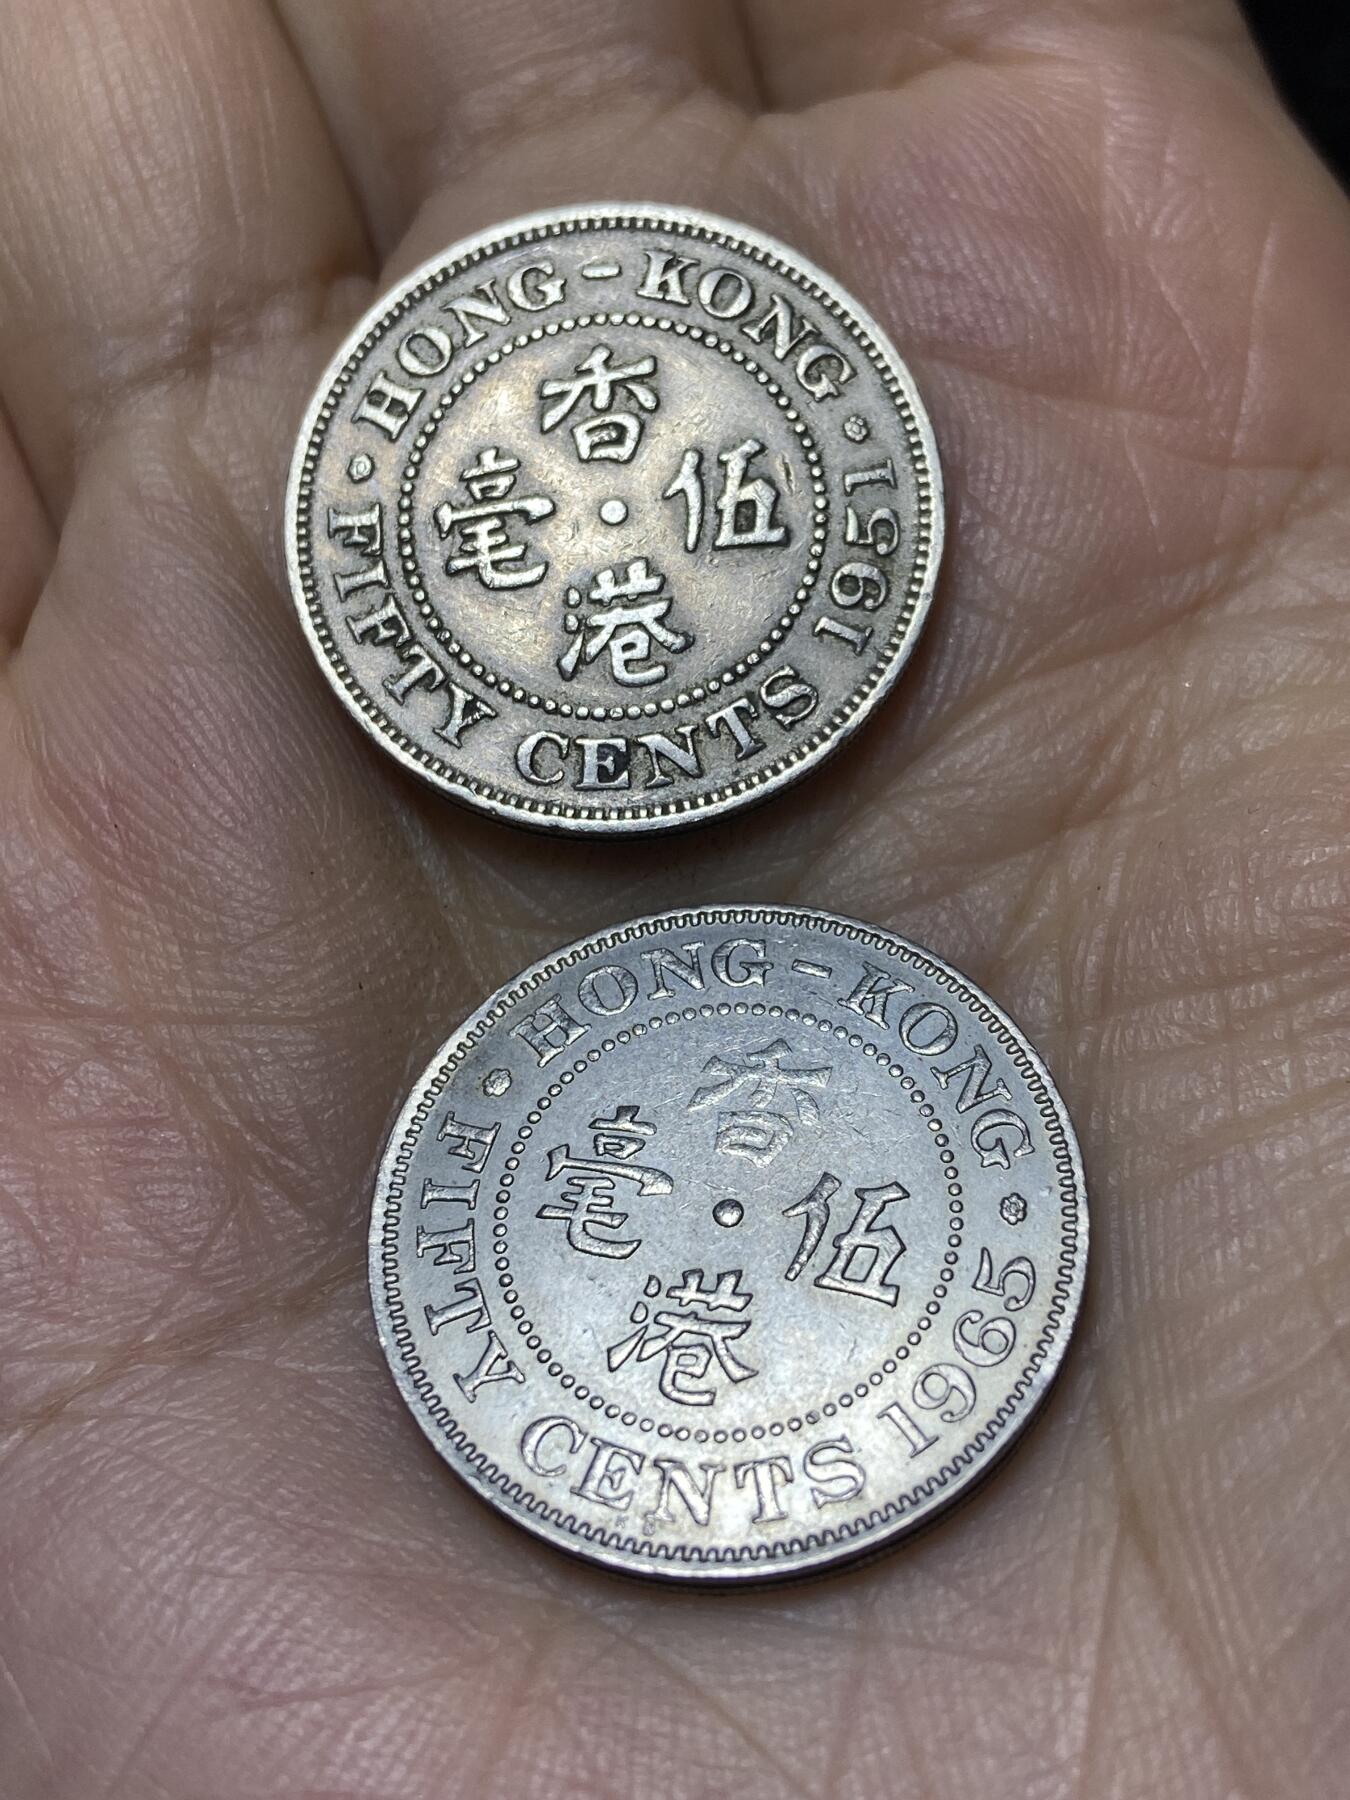 HONG - KONG
香港
伍毫
FIFTY CENTS 1951
HONG - KONG
香港
伍毫
FIFTY CENTS 1965